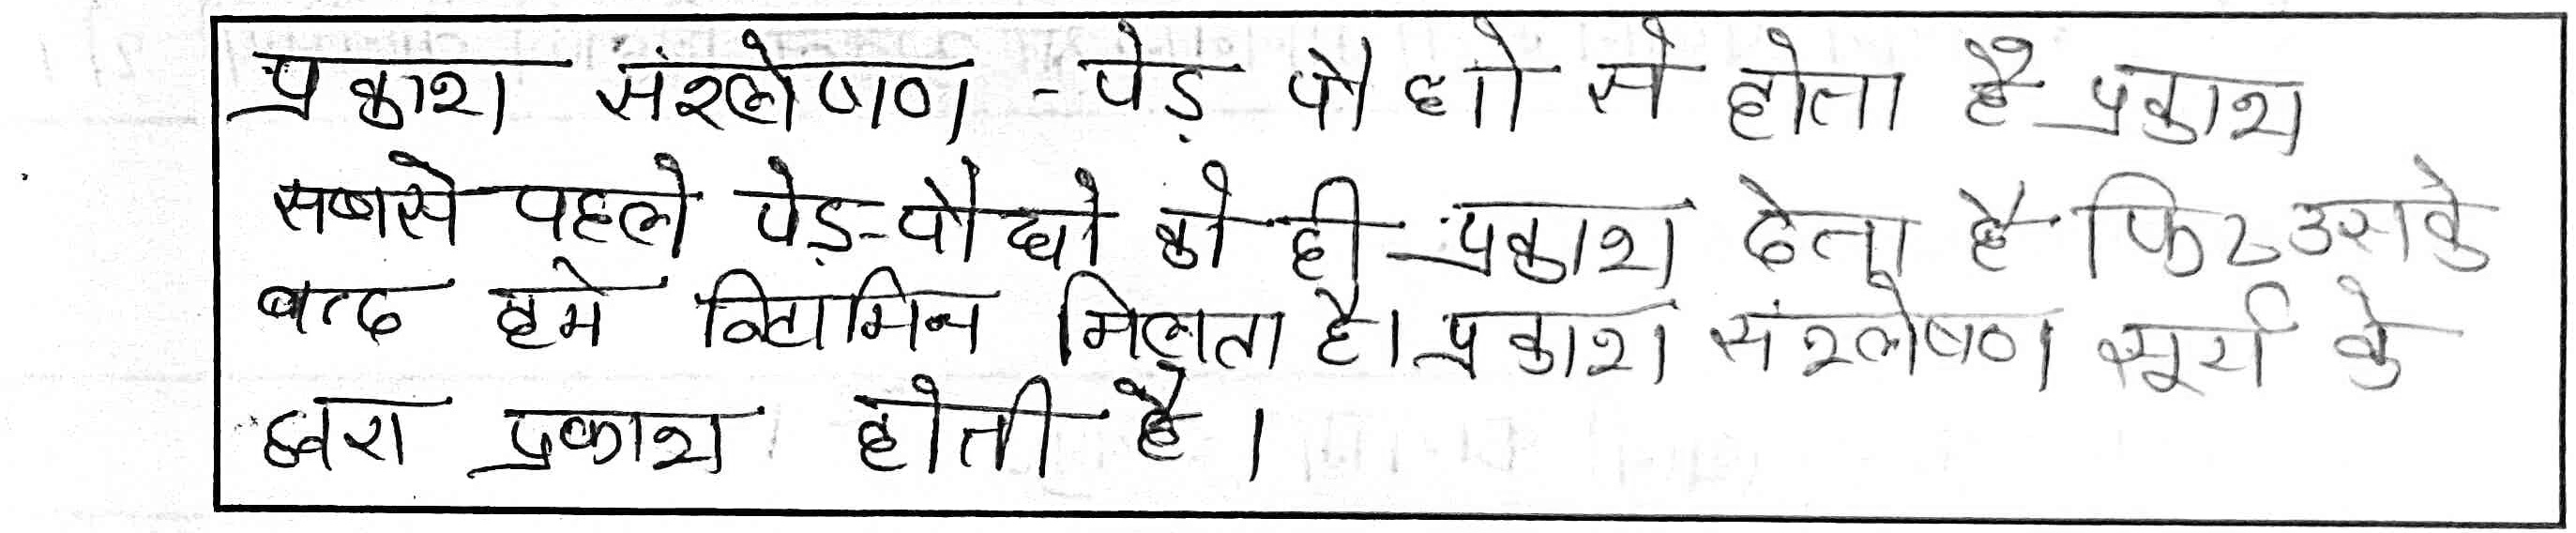 प्रकाश संश्लेषण - पेड़ पौधो से होता है प्रकाश
सबसे पहले पेड़-पौधो को ही प्रकाश देता है फिर उसके
बाद हमे विटामिन मिलता है। प्रकाश संश्लेषण सूर्य के
द्वारा प्रकाश होती है।